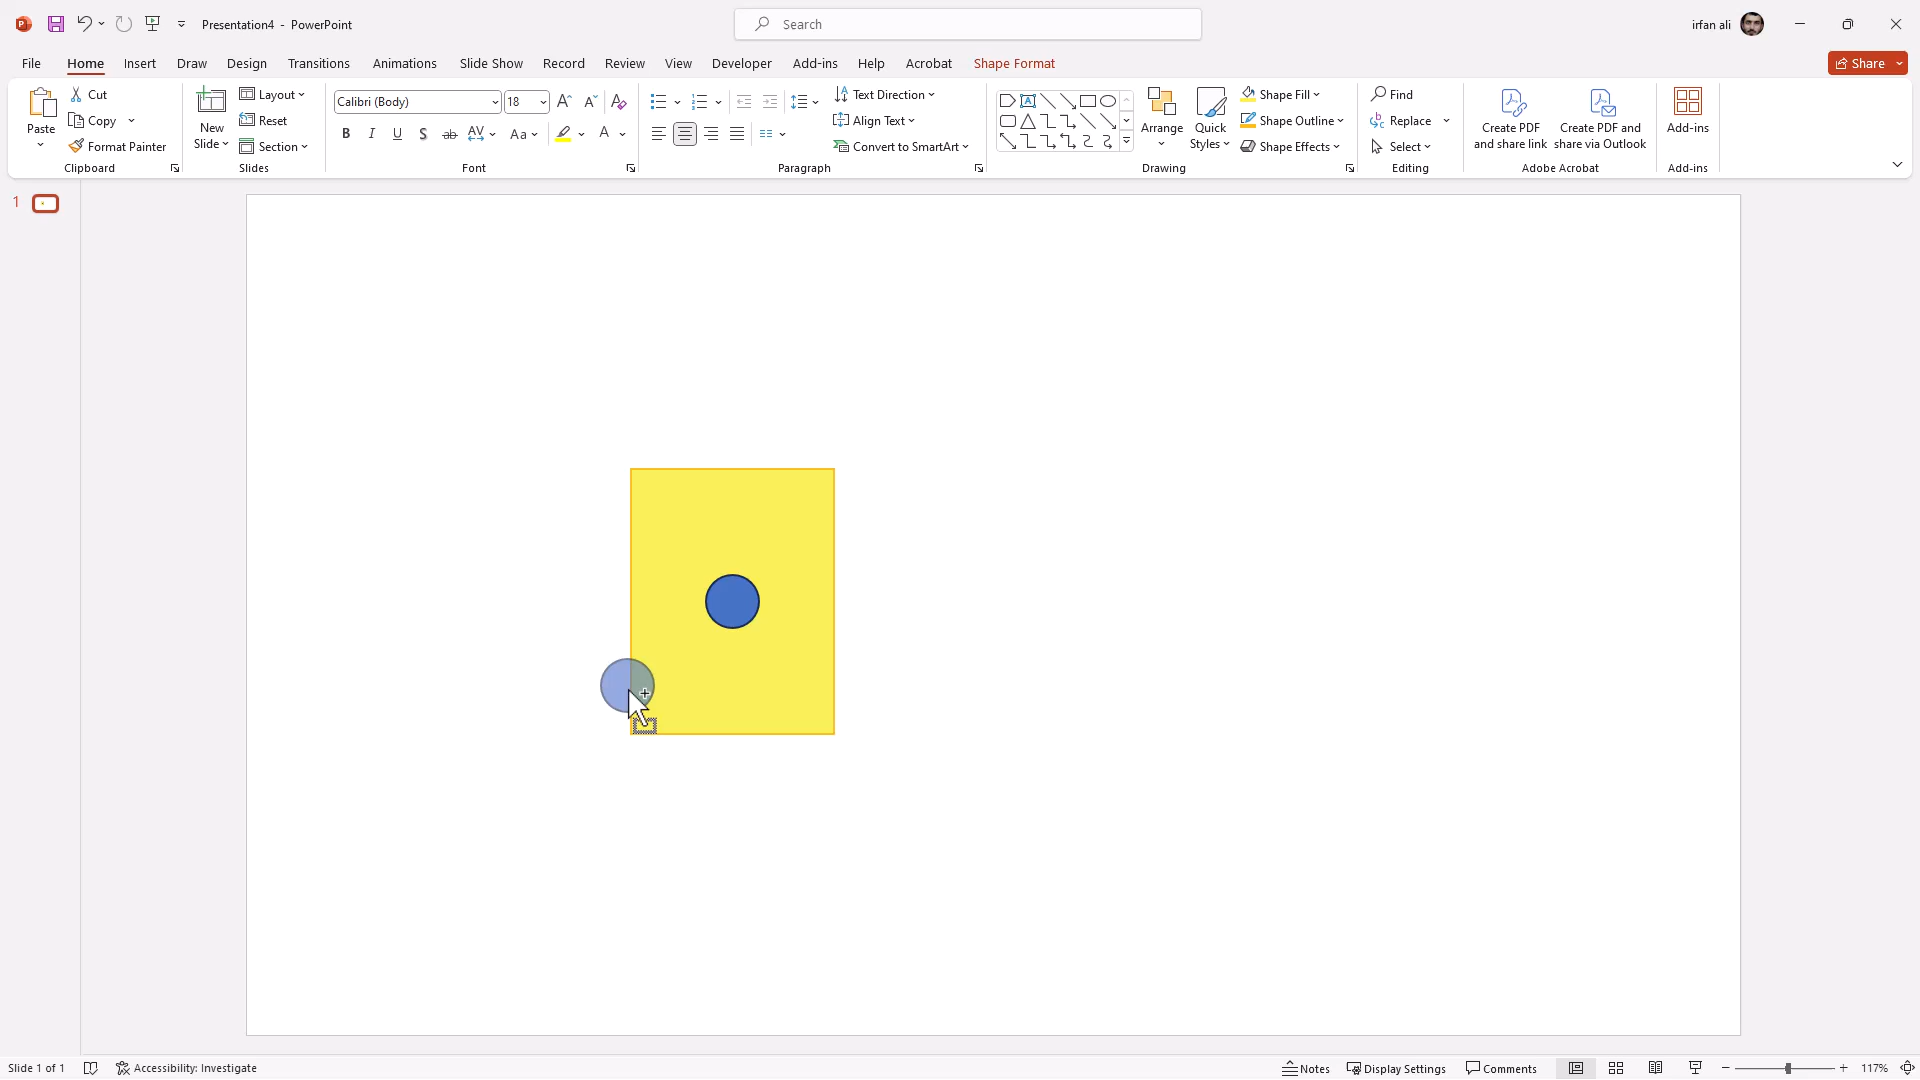 Presentation4 - PowerPoint
Search
irfan ali
File Home Insert Draw Design Transitions Animations Slide Show Record Review View Developer Add-ins Help Acrobat Shape Format
Share
Paste
Cut
Copy
Format Painter
Clipboard
New
Slide
Layout
Reset
Section
Slides
Calibri (Body) 18
B I U S ab AV Aa A
Font
Text Direction
Align Text
Convert to SmartArt
Paragraph
Arrange
Quick
Styles
Shape Fill
Shape Outline
Shape Effects
Drawing
Find
Replace
Select
Editing
Create PDF
and share link
Create PDF and
share via Outlook
Adobe Acrobat
Add-ins
Add-ins
1
Slide 1 of 1 Accessibility: Investigate Notes Display Settings Comments 117%